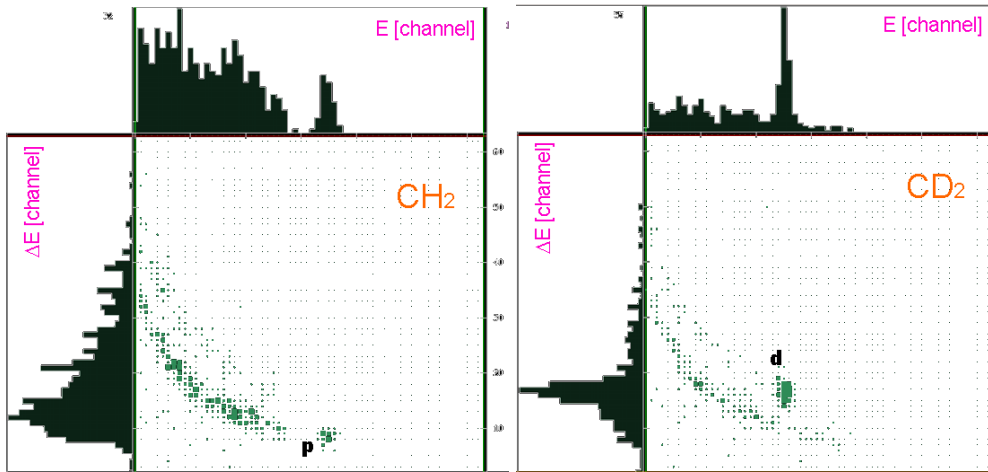 E [channel]
ΔE [channel]
CH₂
60
50
40
30
20
10
p
E [channel]
ΔE [channel]
CD₂
d